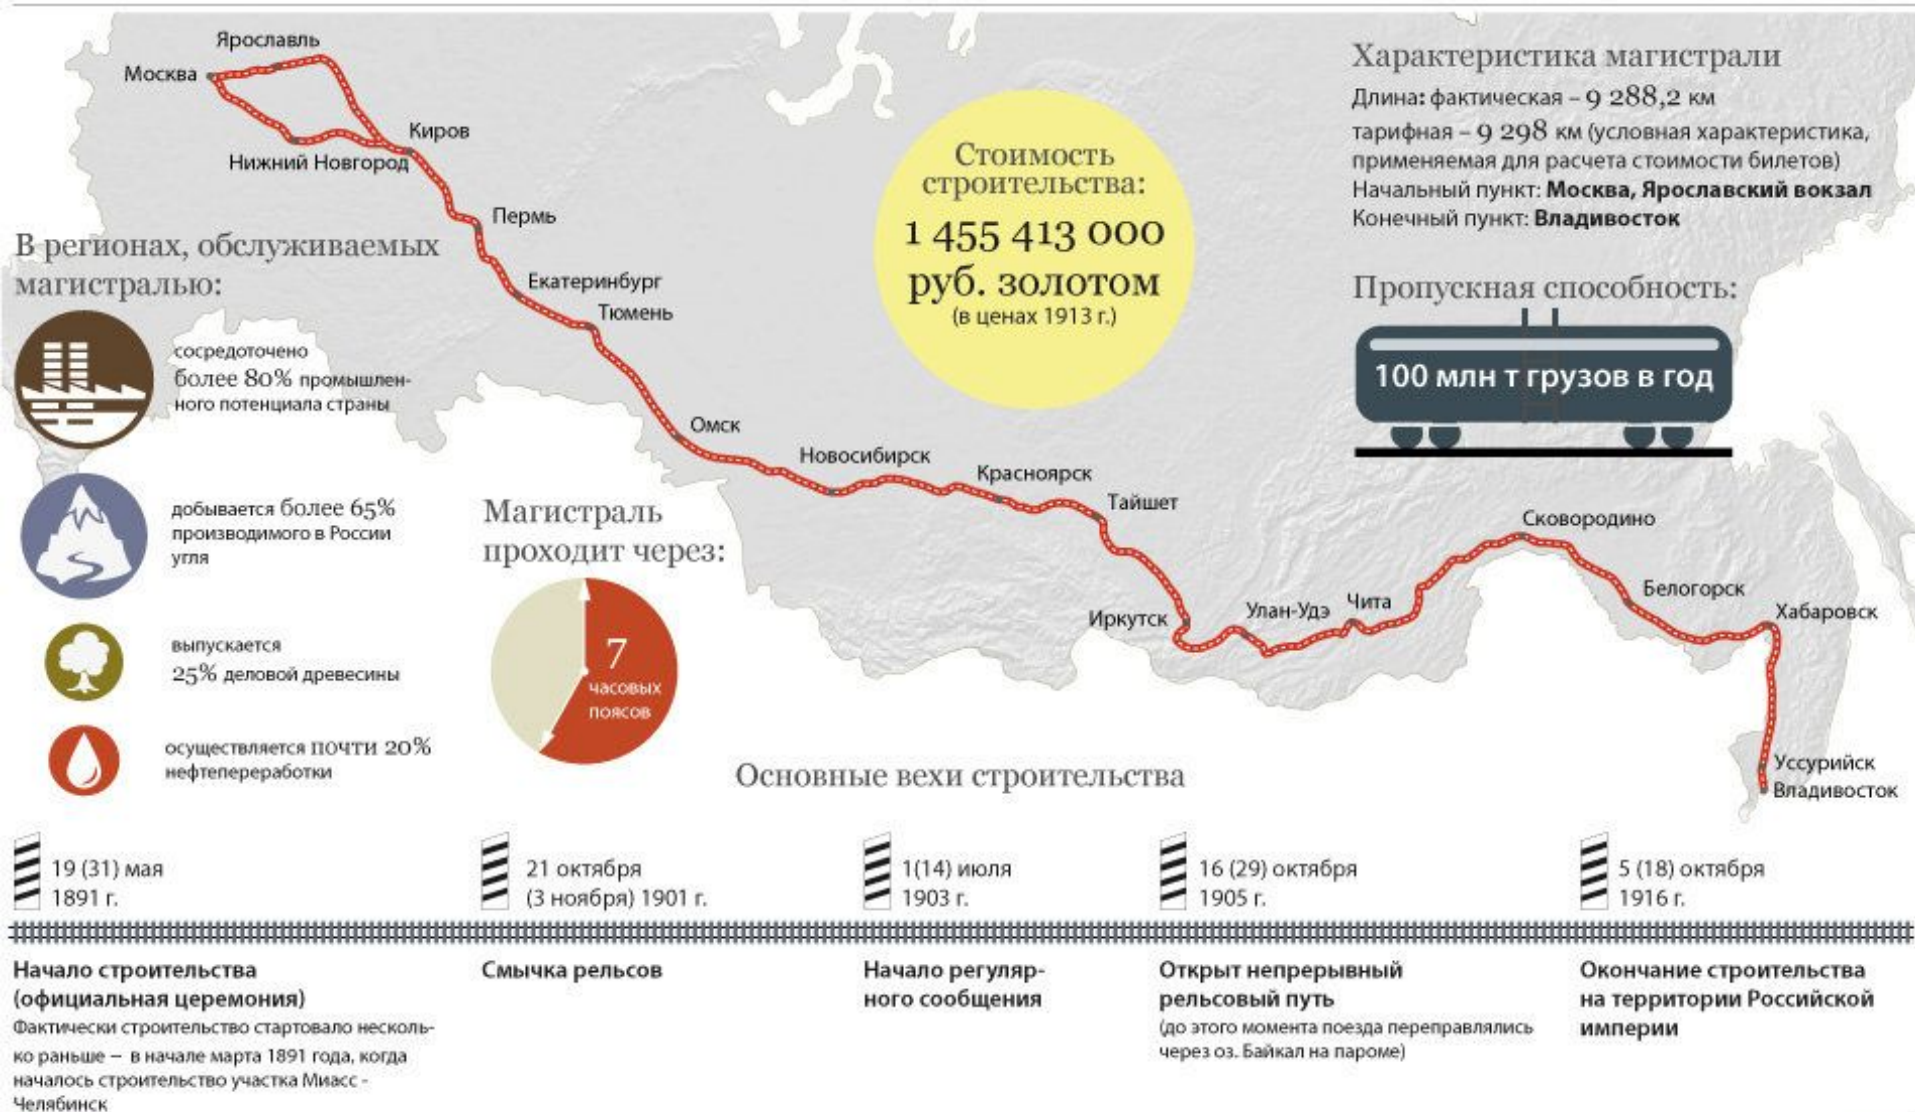 Ярославль
Москва
Киров
Нижний Новгород
Пермь
Екатеринбург
Тюмень
Омск
Новосибирск
Красноярск
Тайшет
Иркутск
Улан-Удэ
Чита
Сковородино
Белогорск
Хабаровск
Уссурийск
Владивосток
Стоимость
строительства:
1 455 413 000
руб. золотом
(в ценах 1913 г.)
Характеристика магистрали
Длина: фактическая – 9 288,2 км
тарифная – 9 298 км (условная характеристика,
применяемая для расчета стоимости билетов)
Начальный пункт: Москва, Ярославский вокзал
Конечный пункт: Владивосток
Пропускная способность:
100 млн т грузов в год
В регионах, обслуживаемых
магистралью:
сосредоточено
более 80% промышлен-
ного потенциала страны
добывается более 65%
производимого в России
угля
выпускается
25% деловой древесины
осуществляется почти 20%
нефтепереработки
Магистраль
проходит через:
7
часовых
поясов
Основные вехи строительства
19 (31) мая
1891 г.
Начало строительства
(официальная церемония)
Фактически строительство стартовало несколь-
ко раньше – в начале марта 1891 года, когда
началось строительство участка Миасс -
Челябинск
21 октября
(3 ноября) 1901 г.
Смычка рельсов
1(14) июля
1903 г.
Начало регуляр-
ного сообщения
16 (29) октября
1905 г.
Открыт непрерывный
рельсовый путь
(до этого момента поезда переправлялись
через оз. Байкал на пароме)
5 (18) октября
1916 г.
Окончание строительства
на территории Российской
империи